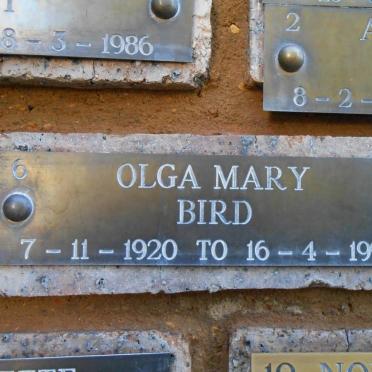 8-3-1986
2
8-2-
6
OLGA MARY
BIRD
7-11-1920 TO 16-4-19